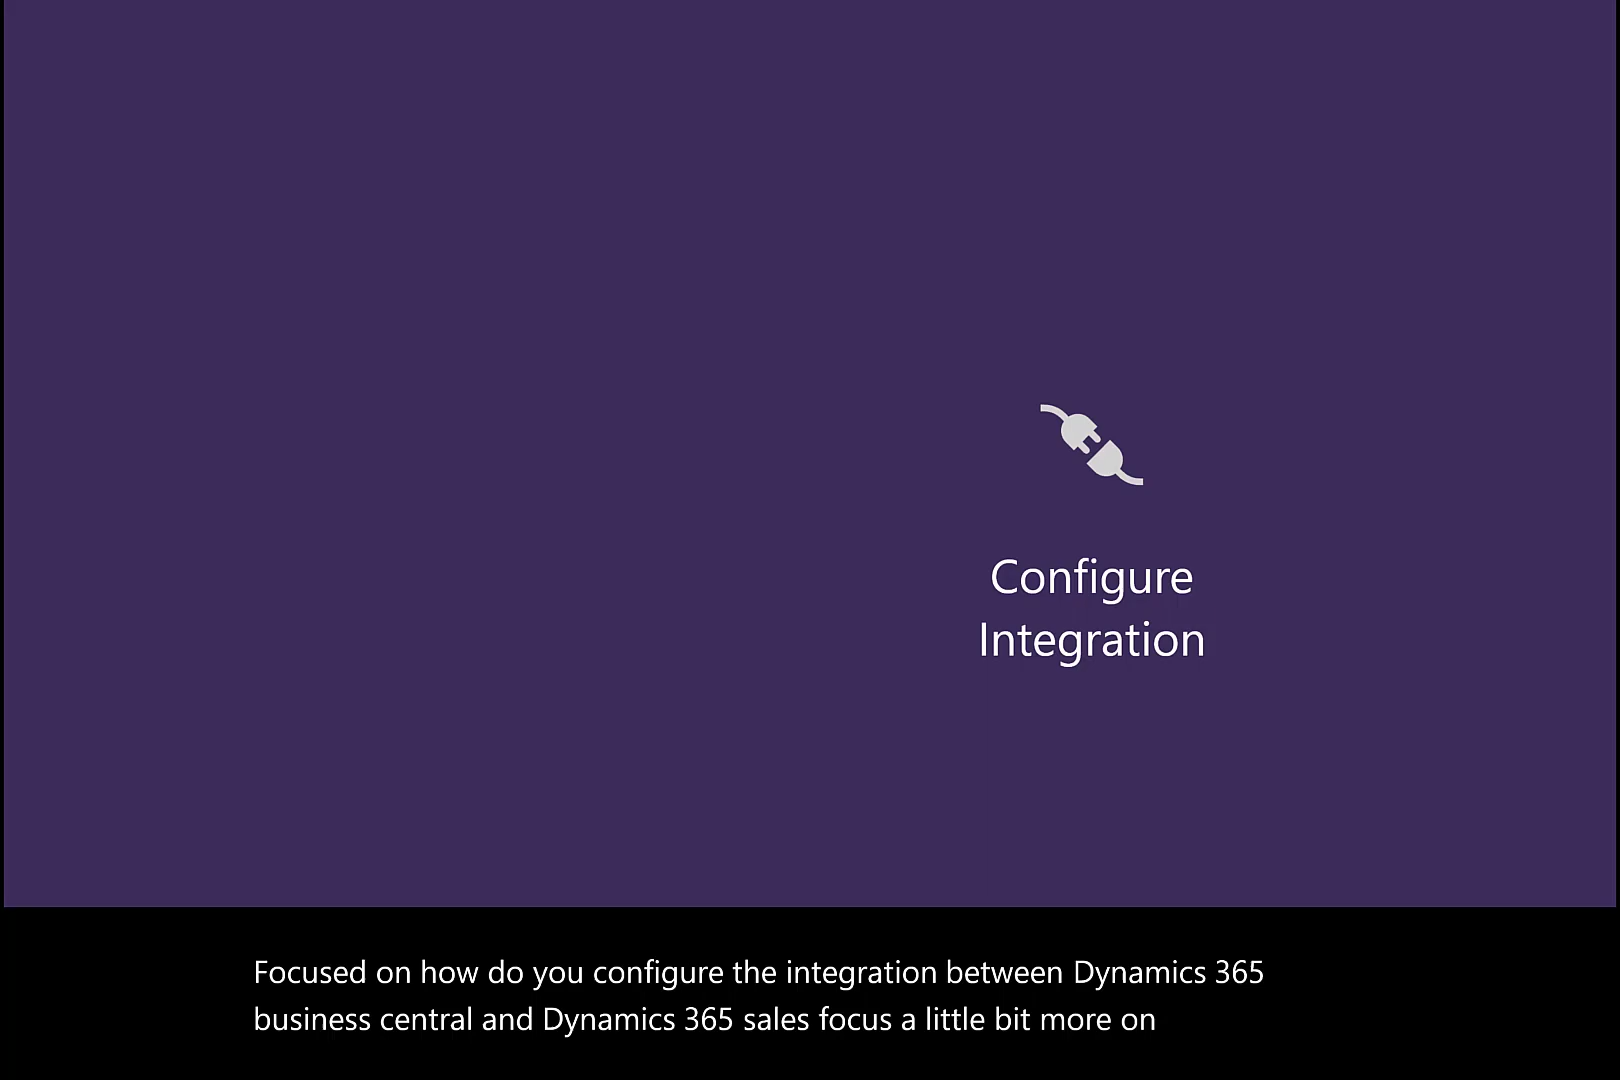 Configure
Integration
Focused on how do you configure the integration between Dynamics 365
business central and Dynamics 365 sales focus a little bit more on